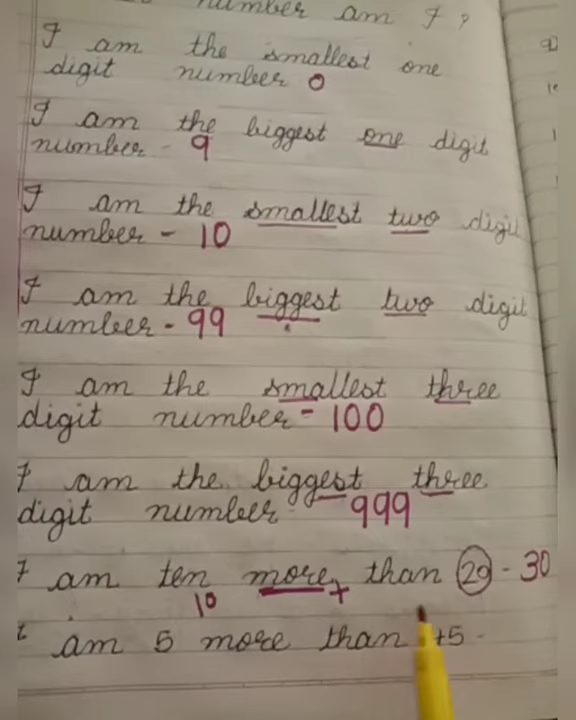 number am I ?
I am the smallest one
digit number 0
I am the biggest one digit
number - 9
I am the smallest two digit
number - 10
I am the biggest two digit
number - 99
I am the smallest three
digit number - 100
I am the biggest three
digit number 999
I am ten more than 20 - 30
10 +
I am 5 more than